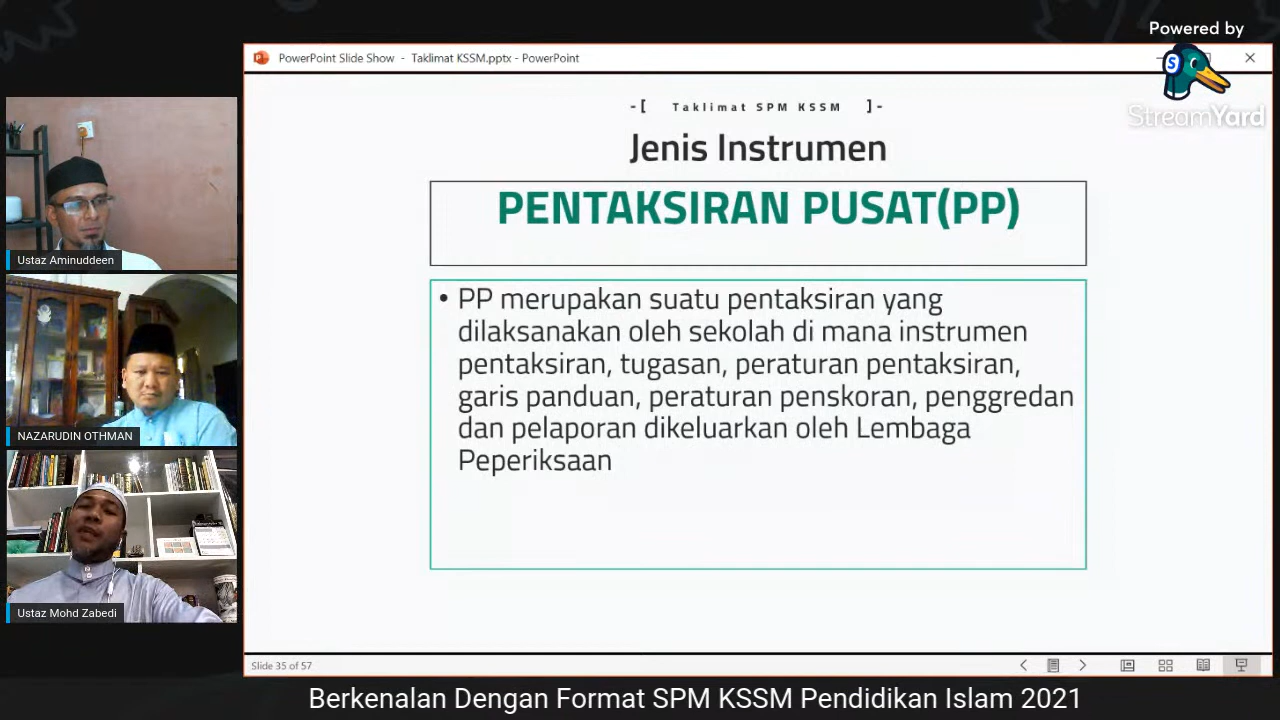 Powered by
StreamYard
PowerPoint Slide Show - Taklimat KSSM.pptx - PowerPoint
-[ Taklimat SPM KSSM ]-
Jenis Instrumen
PENTAKSIRAN PUSAT(PP)
• PP merupakan suatu pentaksiran yang
dilaksanakan oleh sekolah di mana instrumen
pentaksiran, tugasan, peraturan pentaksiran,
garis panduan, peraturan penskoran, penggredan
dan pelaporan dikeluarkan oleh Lembaga
Peperiksaan
Ustaz Aminuddeen
NAZARUDIN OTHMAN
Ustaz Mohd Zabedi
Slide 35 of 57
Berkenalan Dengan Format SPM KSSM Pendidikan Islam 2021